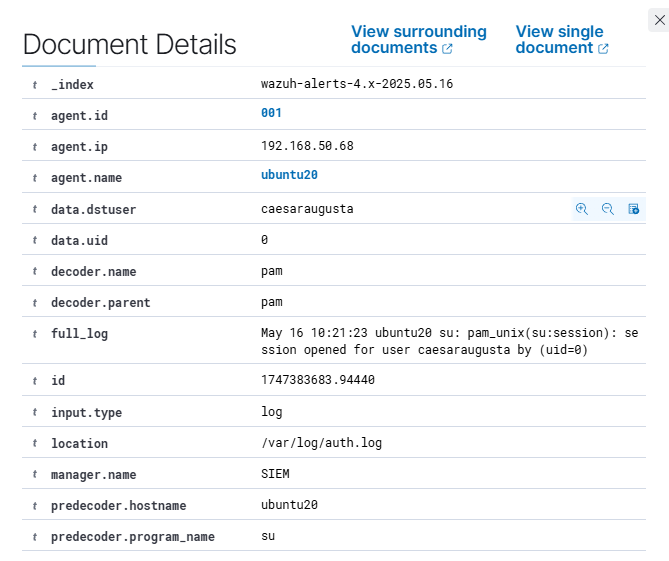 Document Details
View surrounding
documents
View single
document
t _index wazuh-alerts-4.x-2025.05.16
t agent.id 001
t agent.ip 192.168.50.68
t agent.name ubuntu20
t data.dstuser caesaraugusta
t data.uid 0
t decoder.name pam
t decoder.parent pam
t full_log May 16 10:21:23 ubuntu20 su: pam_unix(su:session): se
ssion opened for user caesaraugusta by (uid=0)
t id 1747383683.94440
t input.type log
t location /var/log/auth.log
t manager.name SIEM
t predecoder.hostname ubuntu20
t predecoder.program_name su